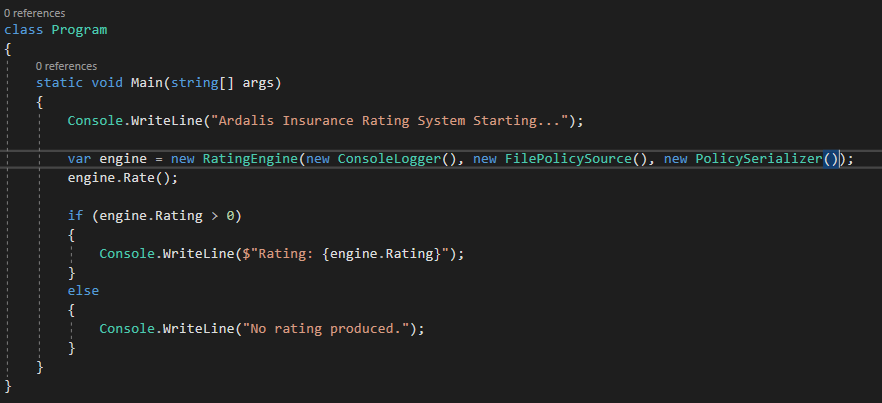 0 references
class Program
{
0 references
static void Main(string[] args)
{
Console.WriteLine("Ardalis Insurance Rating System Starting...");
var engine = new RatingEngine(new ConsoleLogger(), new FilePolicySource(), new PolicySerializer());
engine.Rate();
if (engine.Rating > 0)
{
Console.WriteLine($"Rating: {engine.Rating}");
}
else
{
Console.WriteLine("No rating produced.");
}
}
}